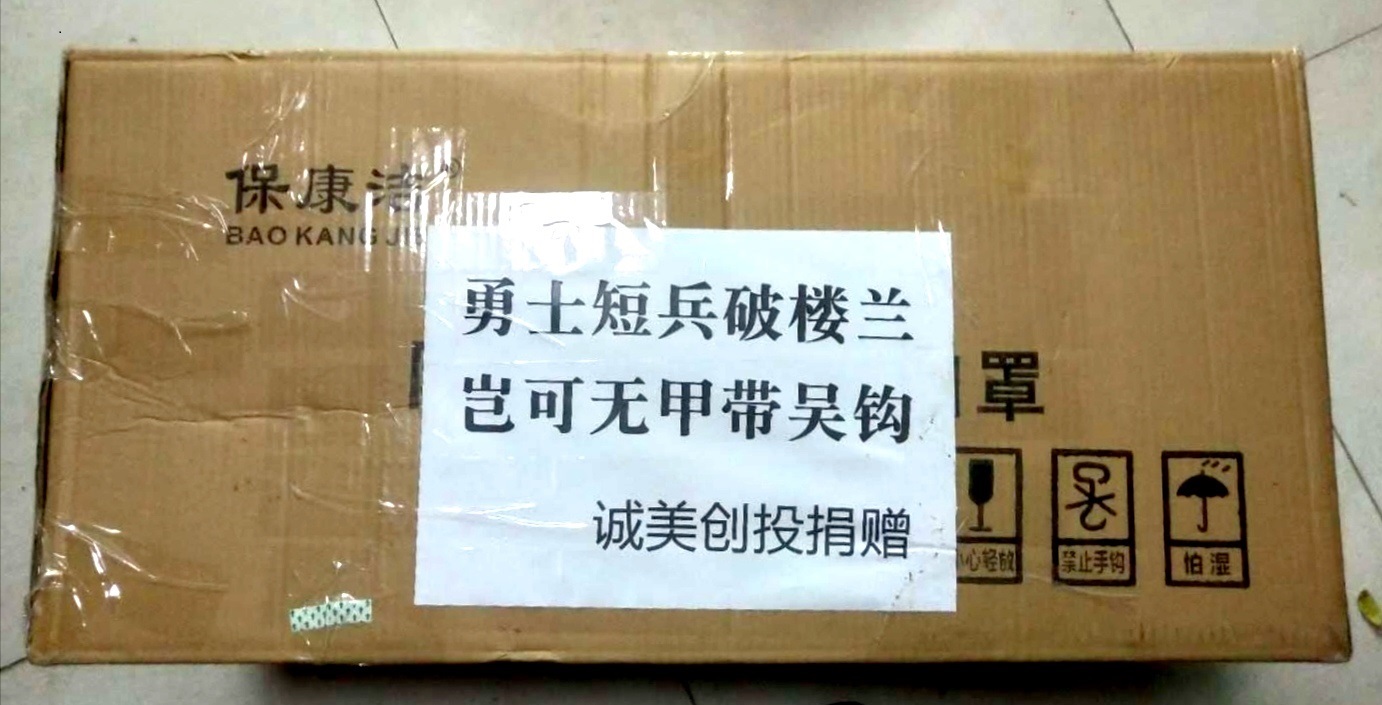 保康洁®
BAO KANG
勇士短兵破楼兰
岂可无甲带吴钩
诚美创投捐赠
罩
小心轻放
禁止手钩
怕湿